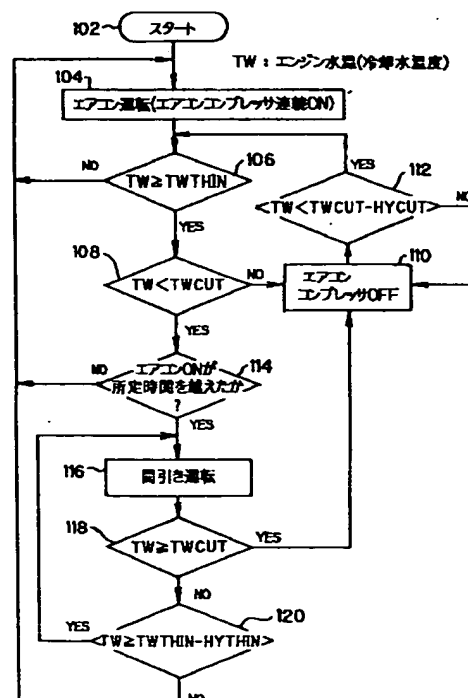 102
スタート
TW : エンジン水温(冷却水温度)
104
エアコン運転(エアコンコンプレッサ連続ON)
NO
106
TW≥TWTHIN
YES
YES
112
TW<TWCUT-HYCUT
NO
108
TW<TWCUT
NO
110
エアコン
コンプレッサOFF
YES
NO
エアコンONが
所定時間を越えたか
?
114
YES
116
間引き運転
118
TW≥TWCUT
YES
NO
120
YES
TW≥TWTHIN-HYTHIN
NO